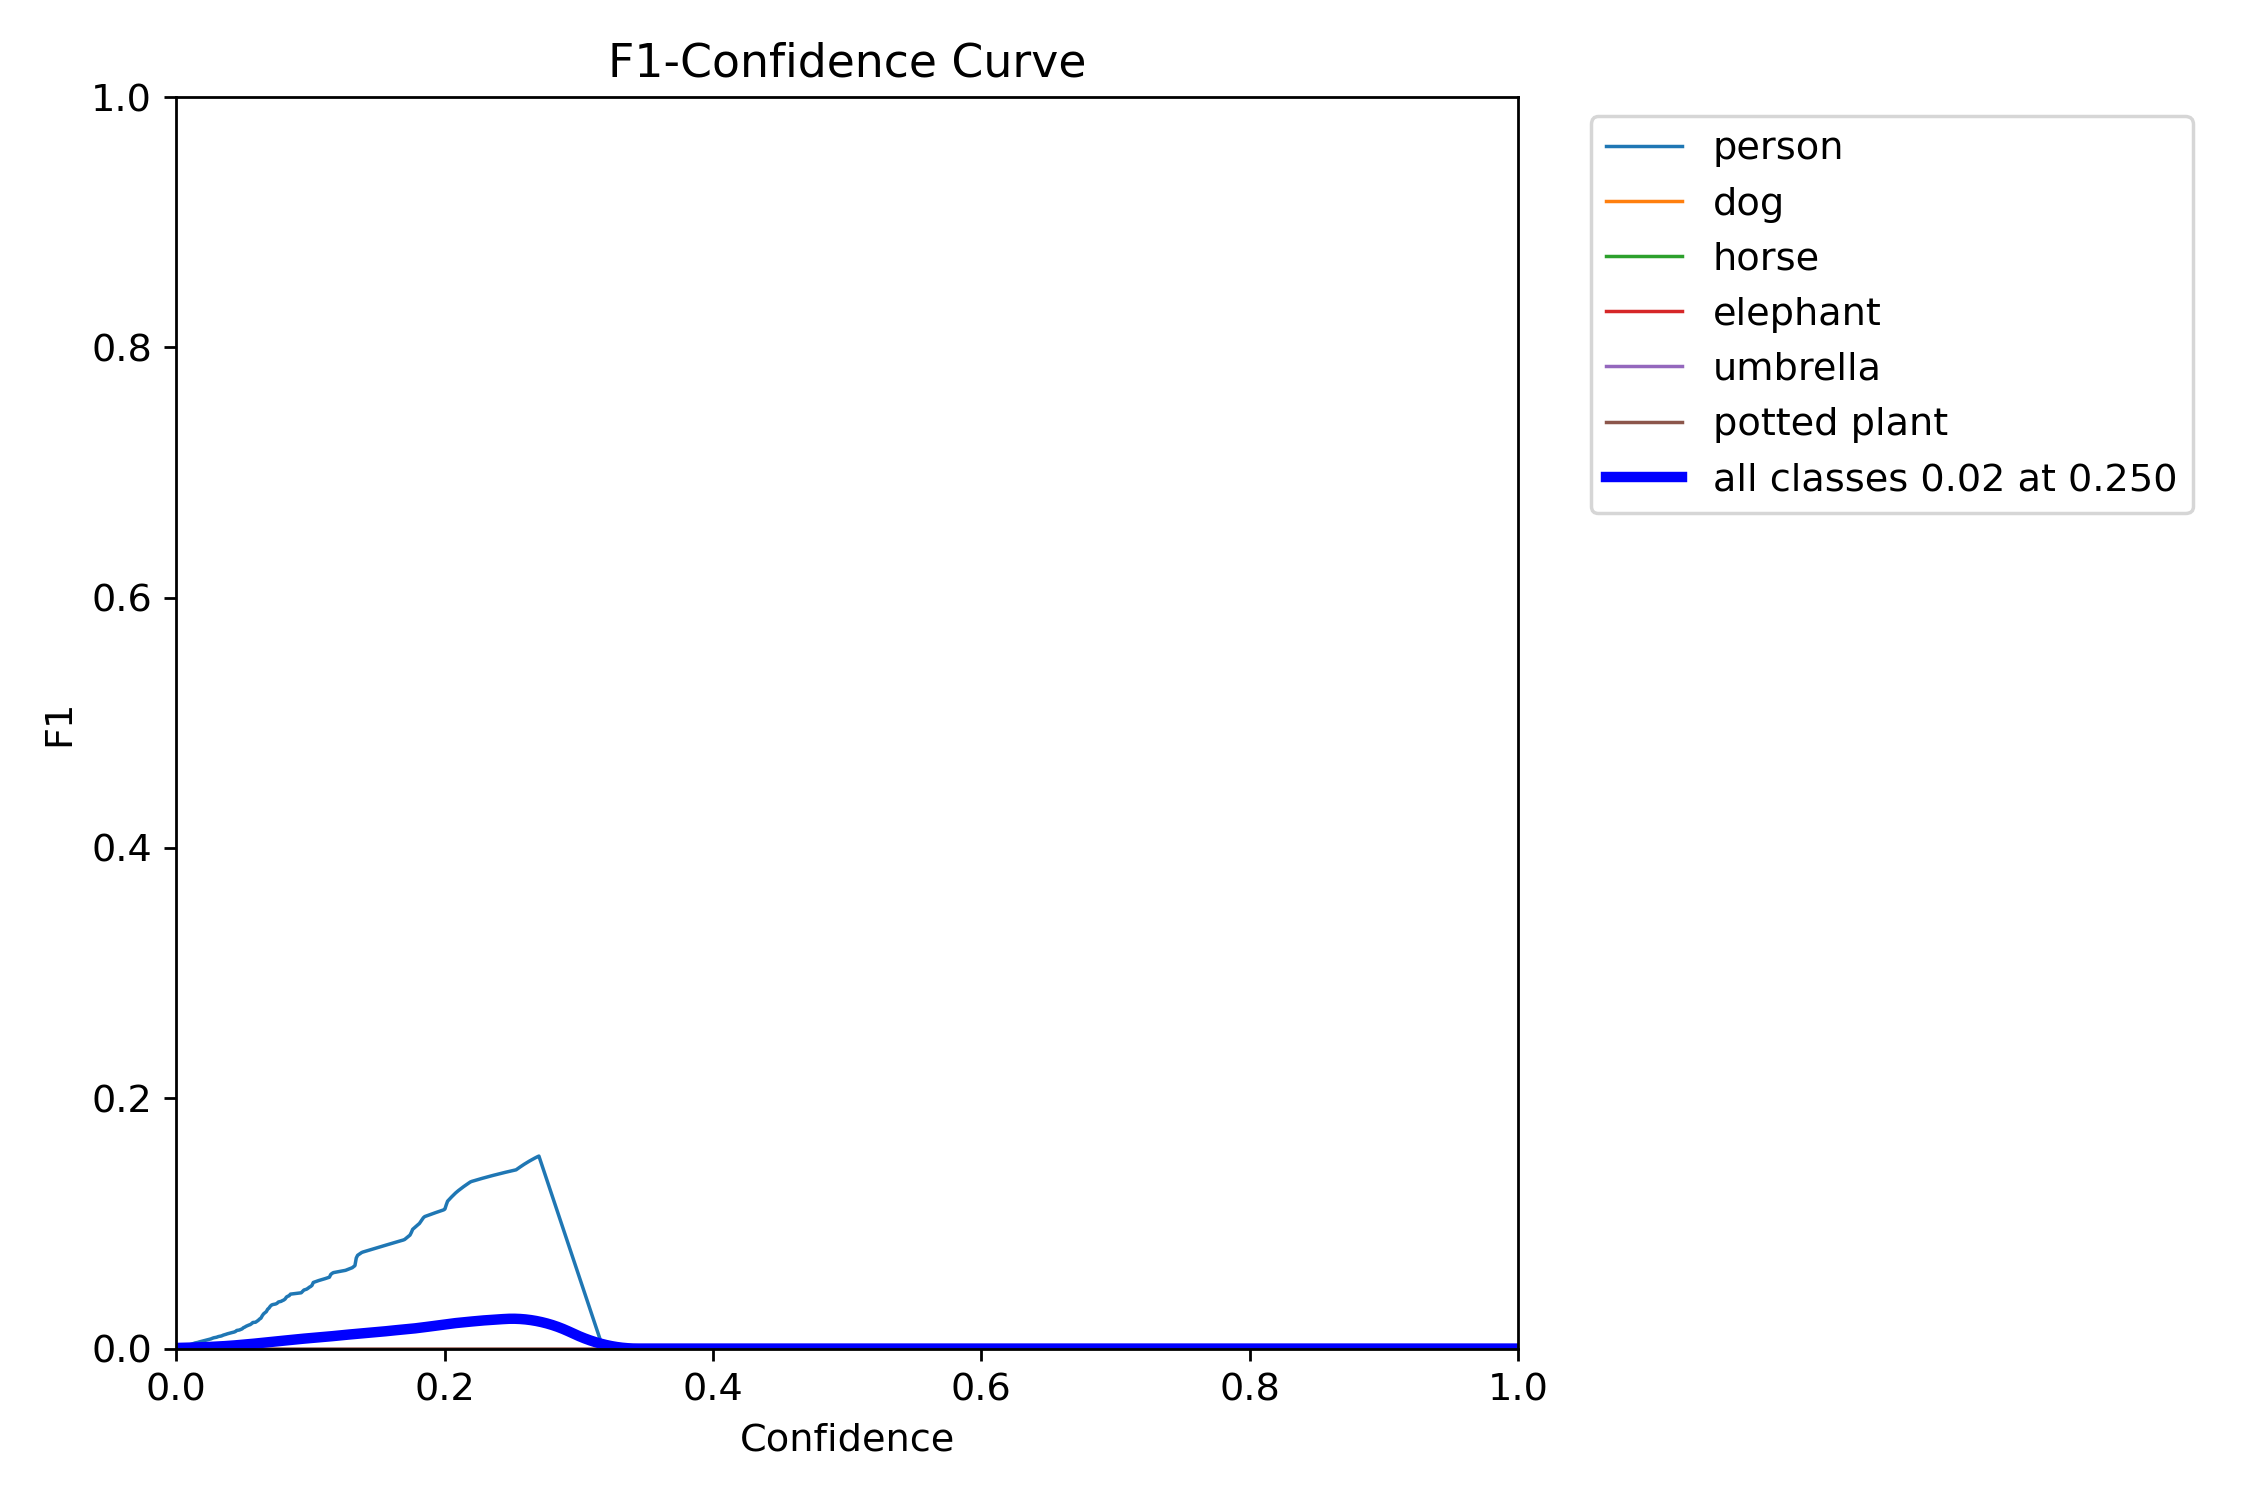 F1-Confidence Curve
1.0
0.8
0.6
0.4
0.2
0.0
F1
0.0 0.2 0.4 0.6 0.8 1.0
Confidence
person
dog
horse
elephant
umbrella
potted plant
all classes 0.02 at 0.250